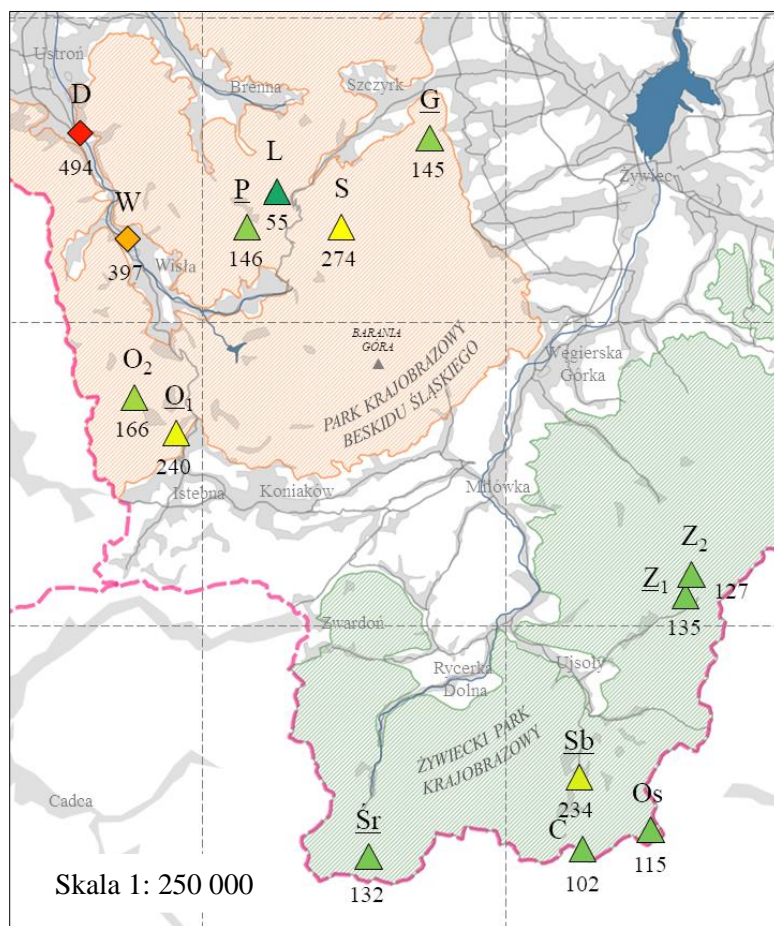 Ustroń
D
494
Brenna
Szczyrk
G
145
L
55
P
146
S
274
W
397
Wisła
Żywiec
BARANIA
GÓRA
PARK KRAJOBRAZOWY
BESKIDU ŚLĄSKIEGO
Węgierska
Górka
O₂
166
O₁
240
Istebna
Koniaków
Milówka
Z₂
127
Z₁
135
Zwardoń
Rycerka
Dolna
Ujsoły
ŻYWIECKI PARK
KRAJOBRAZOWY
Sb
234
Os
115
C
102
Śr
132
Cadca
Skala 1: 250 000